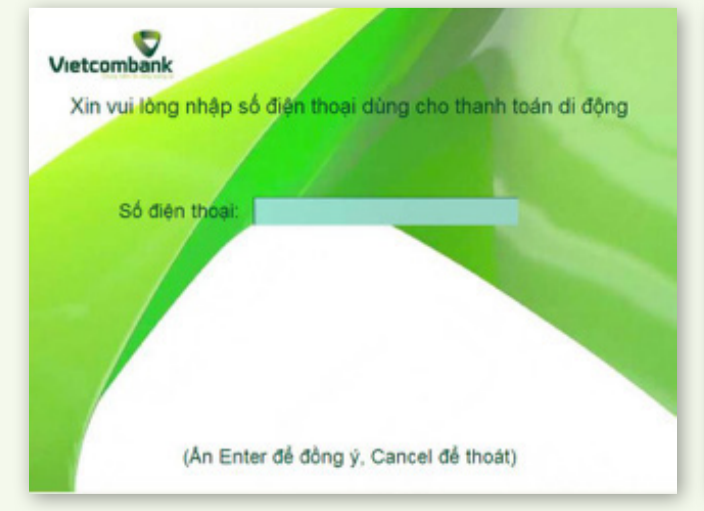 Vietcombank
Xin vui lòng nhập số điện thoại dùng cho thanh toán di động
Số điện thoại:
(Ấn Enter để đồng ý, Cancel để thoát)